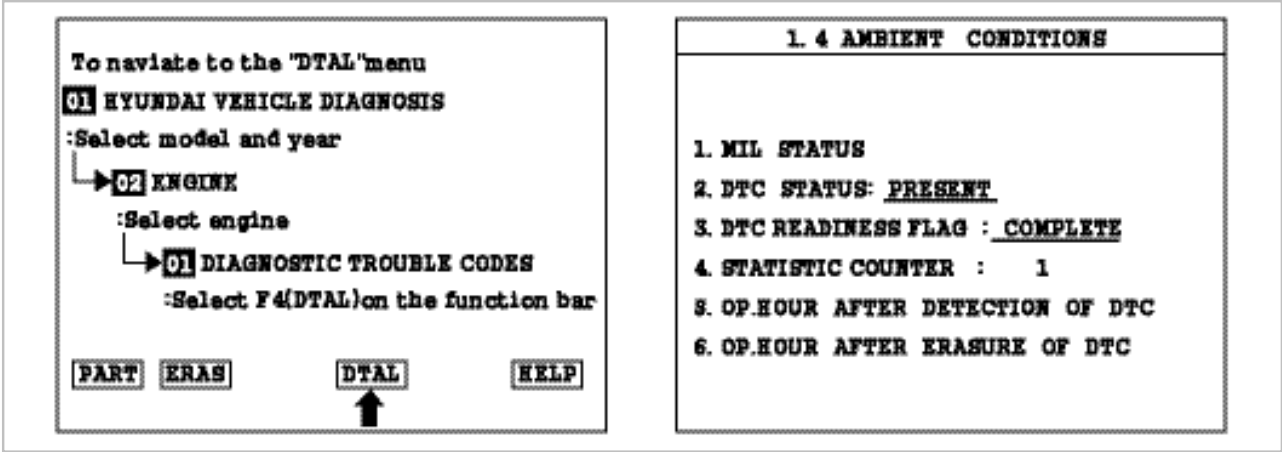 To naviate to the "DTAL"menu
01 HYUNDAI VEHICLE DIAGNOSIS
:Select model and year
02 ENGINE
:Select engine
01 DIAGNOSTIC TROUBLE CODES
:Select F4(DTAL)on the function bar
PART ERAS DTAL HELP
1. 4 AMBIENT CONDITIONS
1. MIL STATUS
2. DTC STATUS: PRESENT
3. DTC READINESS FLAG : COMPLETE
4. STATISTIC COUNTER : 1
5. OP.HOUR AFTER DETECTION OF DTC
6. OP.HOUR AFTER ERASURE OF DTC